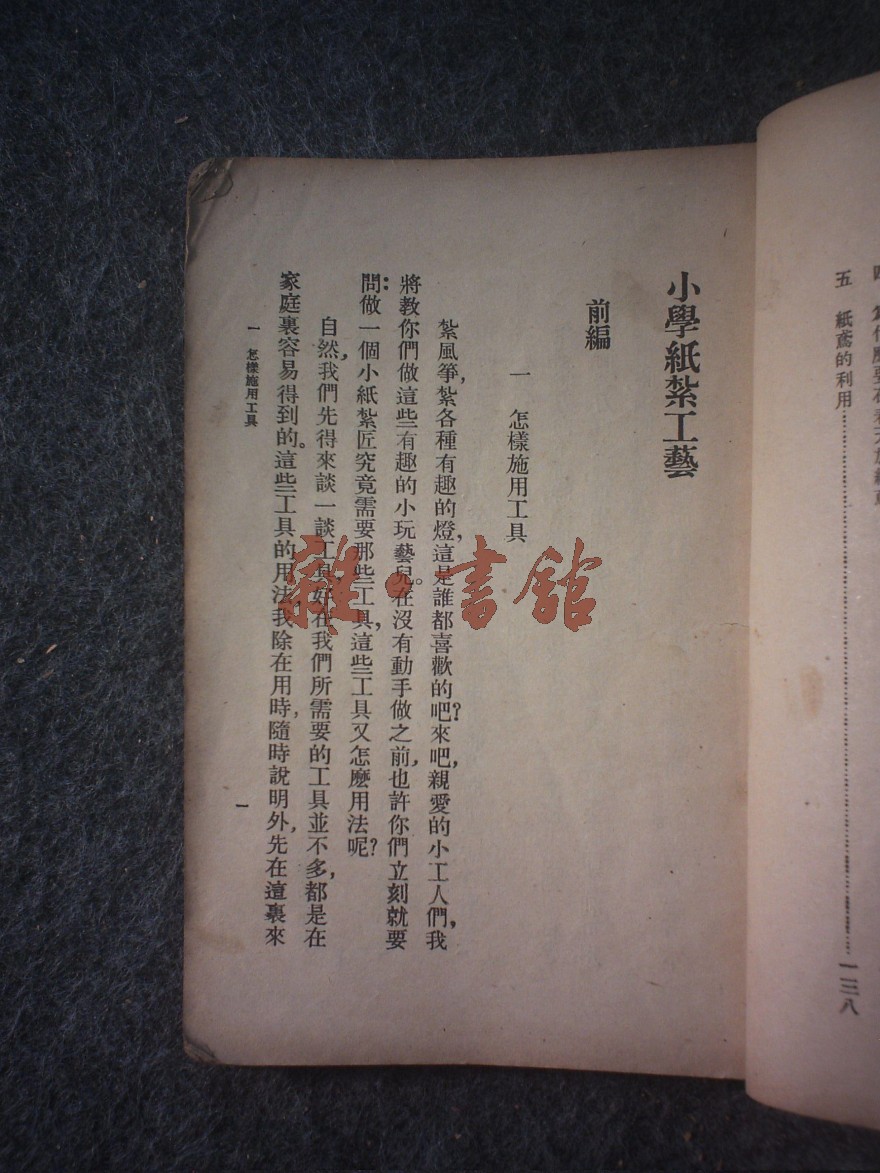 五　紙鳶的利用……一三八
小學紙紮工藝
前編
一　怎樣施用工具
紮風箏，紮各種有趣的燈，這是誰都喜歡的吧？來吧，親愛的小工人們，我
將教你們做這些有趣的小玩藝兒。在沒有動手做之前，也許你們立刻就要
問：做一個小紙紮匠究竟需要那些工具，這些工具又怎麼用法呢？
自然，我們先得來談一談工具，好在我們所需要的工具並不多，都是在
家庭裏容易得到的。這些工具的用法，我除在用時，隨時說明外，先在這裏來
一　怎樣施用工具
一
雜·書館